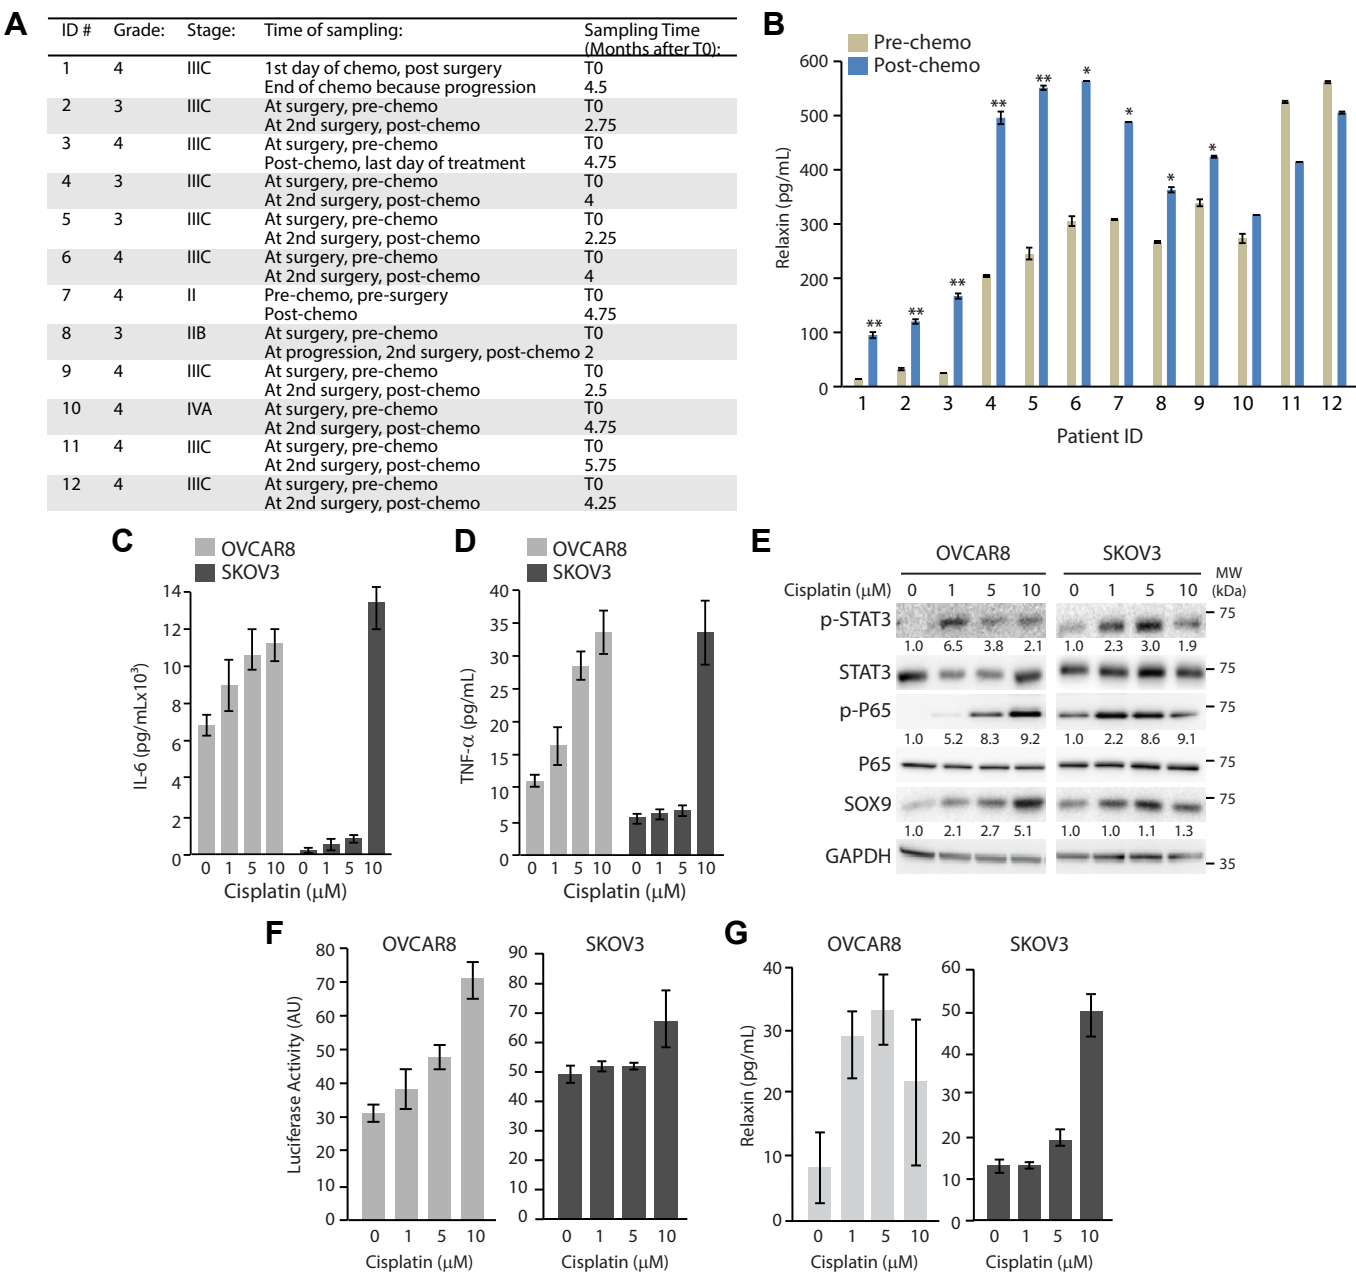 A
ID # Grade: Stage: Time of sampling: Sampling Time
(Months after T0):
1 4 IIIC 1st day of chemo, post surgery T0
End of chemo because progression 4.5
2 3 IIIC At surgery, pre-chemo T0
At 2nd surgery, post-chemo 2.75
3 4 IIIC At surgery, pre-chemo T0
Post-chemo, last day of treatment 4.75
4 3 IIIC At surgery, pre-chemo T0
At 2nd surgery, post-chemo 4
5 3 IIIC At surgery, pre-chemo T0
At 2nd surgery, post-chemo 2.25
6 4 IIIC At surgery, pre-chemo T0
At 2nd surgery, post-chemo 4
7 4 II Pre-chemo, pre-surgery T0
Post-chemo 4.75
8 3 IIB At surgery, pre-chemo T0
At progression, 2nd surgery, post-chemo 2
9 4 IIIC At surgery, pre-chemo T0
At 2nd surgery, post-chemo 2.5
10 4 IVA At surgery, pre-chemo T0
At 2nd surgery, post-chemo 4.75
11 4 IIIC At surgery, pre-chemo T0
At 2nd surgery, post-chemo 5.75
12 4 IIIC At surgery, pre-chemo T0
At 2nd surgery, post-chemo 4.25
B
Pre-chemo
Post-chemo
Relaxin (pg/mL)
600
500
400
300
200
100
0
** ** ** ** ** * * * *
1 2 3 4 5 6 7 8 9 10 11 12
Patient ID
C
OVCAR8
SKOV3
IL-6 (pg/mLx10³)
14
12
10
8
6
4
2
0
0 1 5 10 0 1 5 10
Cisplatin (μM)
D
OVCAR8
SKOV3
TNF-α (pg/mL)
40
35
30
25
20
15
10
5
0
0 1 5 10 0 1 5 10
Cisplatin (μM)
E
OVCAR8 SKOV3
MW
(kDa)
Cisplatin (μM) 0 1 5 10 0 1 5 10
p-STAT3 75
1.0 6.5 3.8 2.1 1.0 2.3 3.0 1.9
STAT3 75
p-P65 75
1.0 5.2 8.3 9.2 1.0 2.2 8.6 9.1
P65 75
SOX9 75
1.0 2.1 2.7 5.1 1.0 1.0 1.1 1.3
GAPDH 35
F
OVCAR8
Luciferase Activity (AU)
80
70
60
50
40
30
20
10
0
0 1 5 10
Cisplatin (μM)
SKOV3
90
80
70
60
50
40
30
20
10
0
0 1 5 10
Cisplatin (μM)
G
OVCAR8
Relaxin (pg/mL)
40
30
20
10
0
0 1 5 10
Cisplatin (μM)
SKOV3
60
50
40
30
20
10
0
0 1 5 10
Cisplatin (μM)